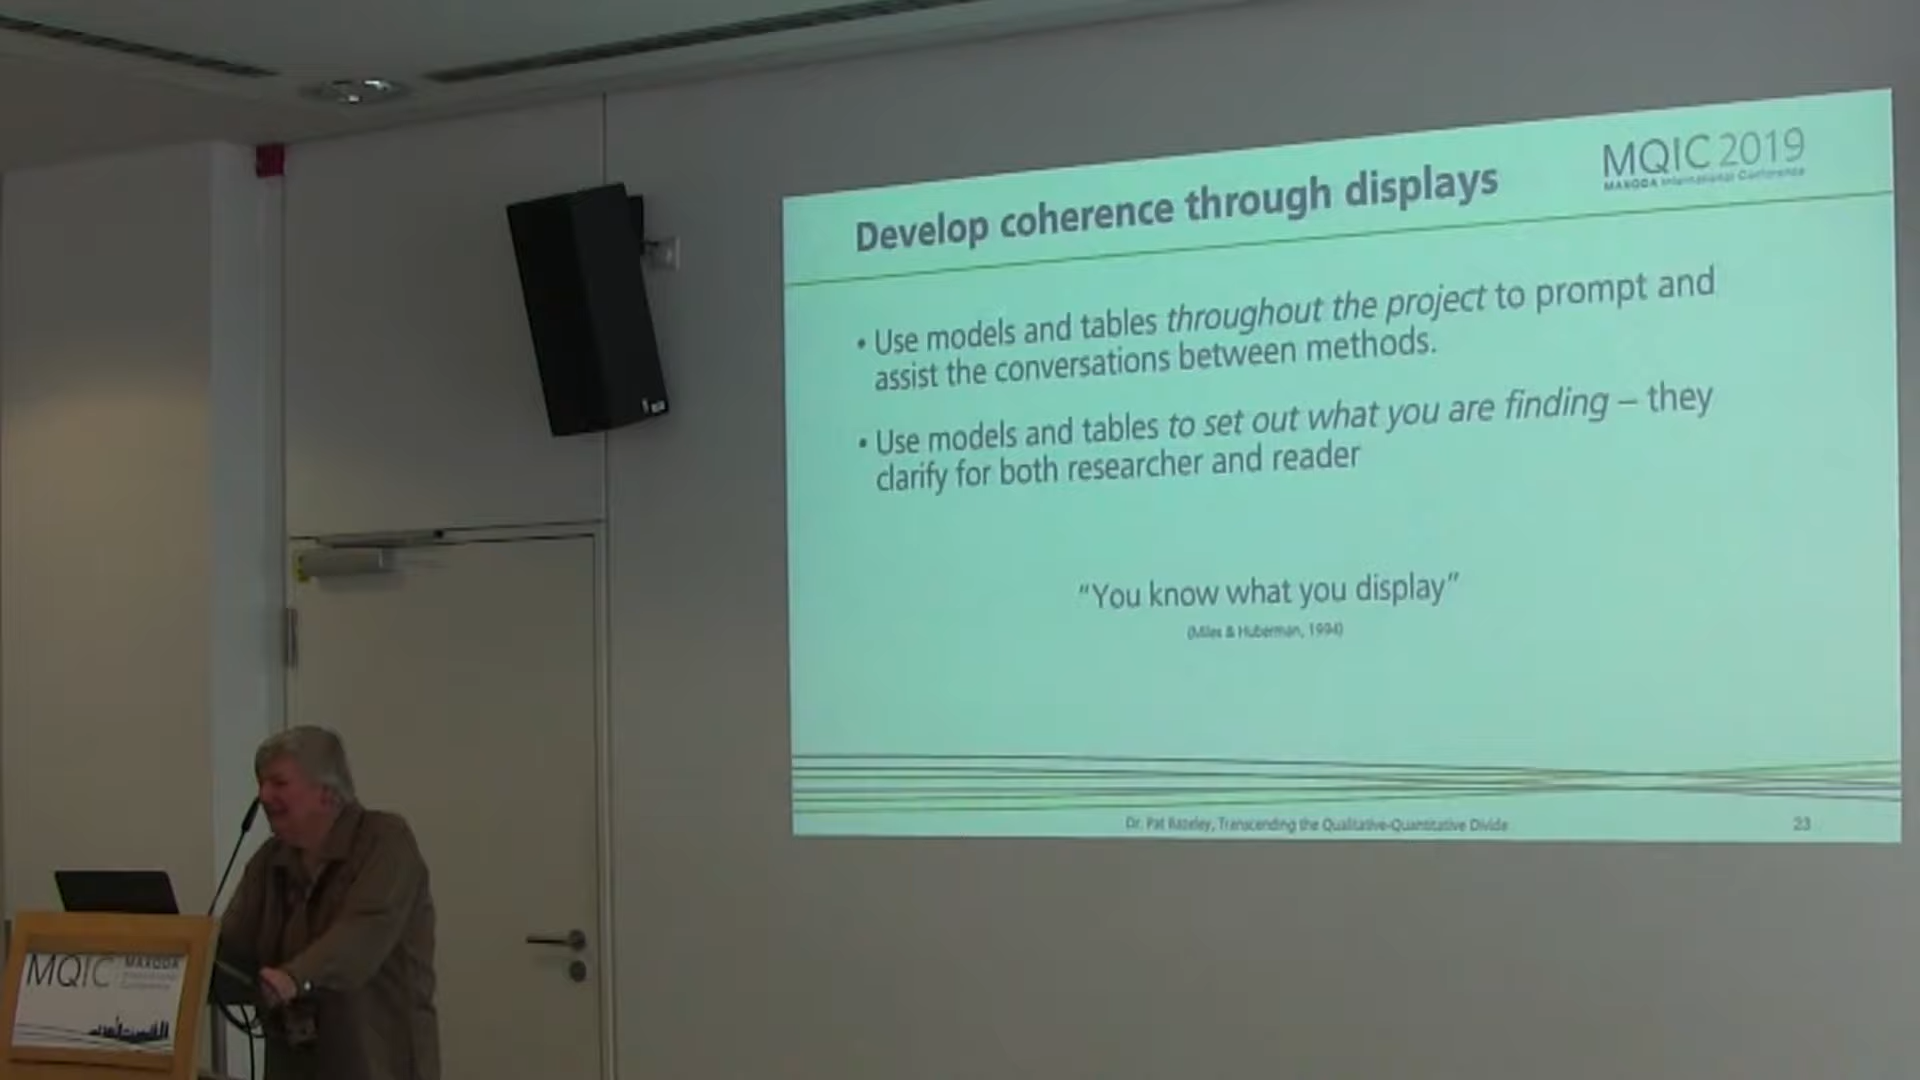 MQIC 2019
MAXQDA International Conference
Develop coherence through displays
• Use models and tables throughout the project to prompt and
assist the conversations between methods.
• Use models and tables to set out what you are finding – they
clarify for both researcher and reader
“You know what you display”
(Miles & Huberman, 1994)
Dr. Pat Bazeley, Transcending the Qualitative-Quantitative Divide
23
MQIC
MAXQDA
International
Conference